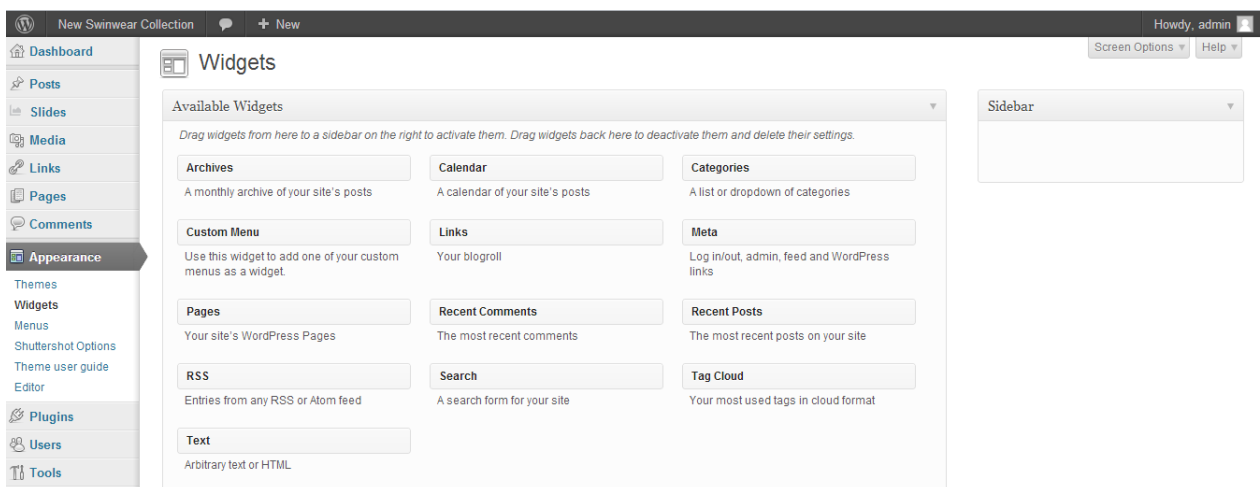 New Swinwear Collection
+ New
Howdy, admin
Dashboard
Posts
Slides
Media
Links
Pages
Comments
Appearance
Themes
Widgets
Menus
Shuttershot Options
Theme user guide
Editor
Plugins
Users
Tools
Screen Options
Help
Widgets
Available Widgets
Drag widgets from here to a sidebar on the right to activate them. Drag widgets back here to deactivate them and delete their settings.
Archives
A monthly archive of your site's posts
Calendar
A calendar of your site's posts
Categories
A list or dropdown of categories
Custom Menu
Use this widget to add one of your custom
menus as a widget.
Links
Your blogroll
Meta
Log in/out, admin, feed and WordPress
links
Pages
Your site's WordPress Pages
Recent Comments
The most recent comments
Recent Posts
The most recent posts on your site
RSS
Entries from any RSS or Atom feed
Search
A search form for your site
Tag Cloud
Your most used tags in cloud format
Text
Arbitrary text or HTML
Sidebar